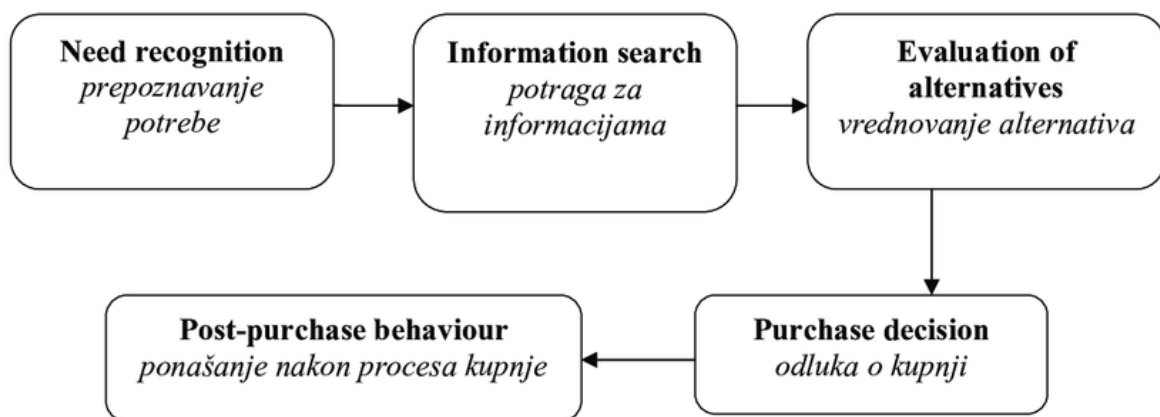 Need recognition
prepoznavanje
potrebe
Information search
potraga za
informacijama
Evaluation of
alternatives
vrednovanje alternativa
Purchase decision
odluka o kupnji
Post-purchase behaviour
ponašanje nakon procesa kupnje